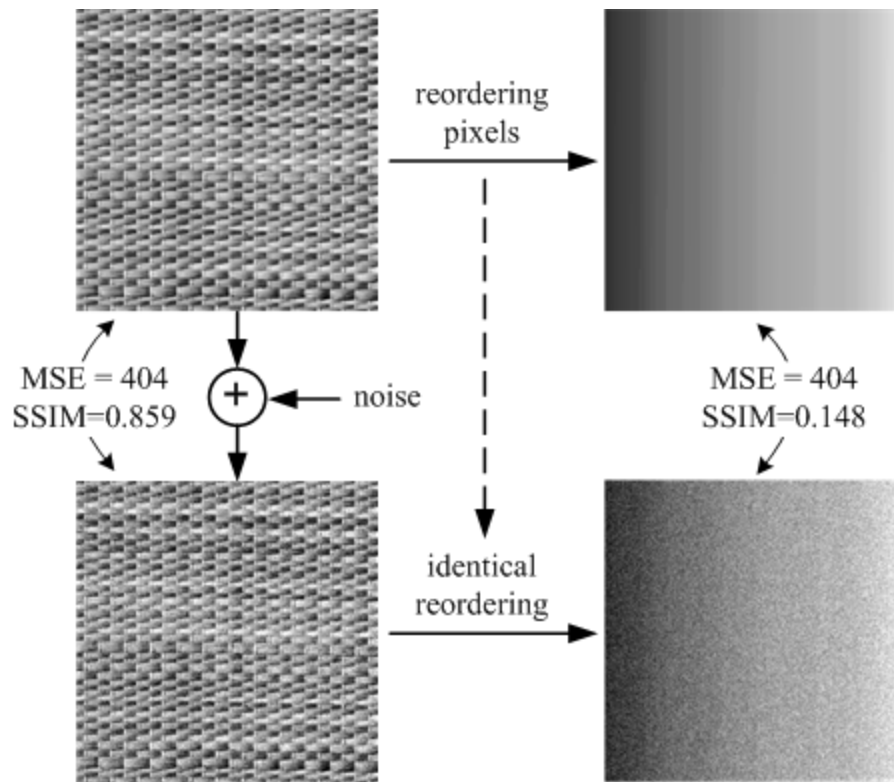 reordering
pixels
MSE = 404
SSIM=0.859
+
noise
MSE = 404
SSIM=0.148
identical
reordering